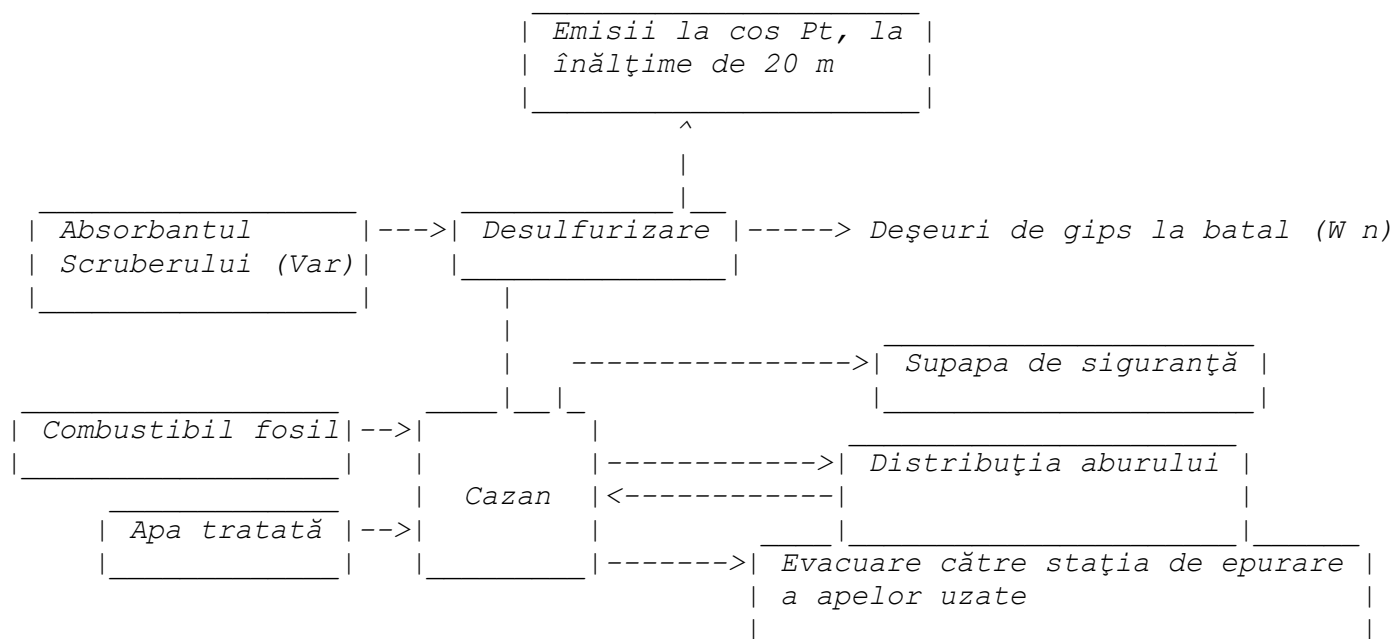 Emisii la cos Pt, la
înălţime de 20 m
Absorbantul
Scruberului (Var)
Desulfurizare
Deşeuri de gips la batal (W n)
Supapa de siguranţă
Combustibil fosil
Distribuţia aburului
Cazan
Apa tratată
Evacuare către staţia de epurare
a apelor uzate